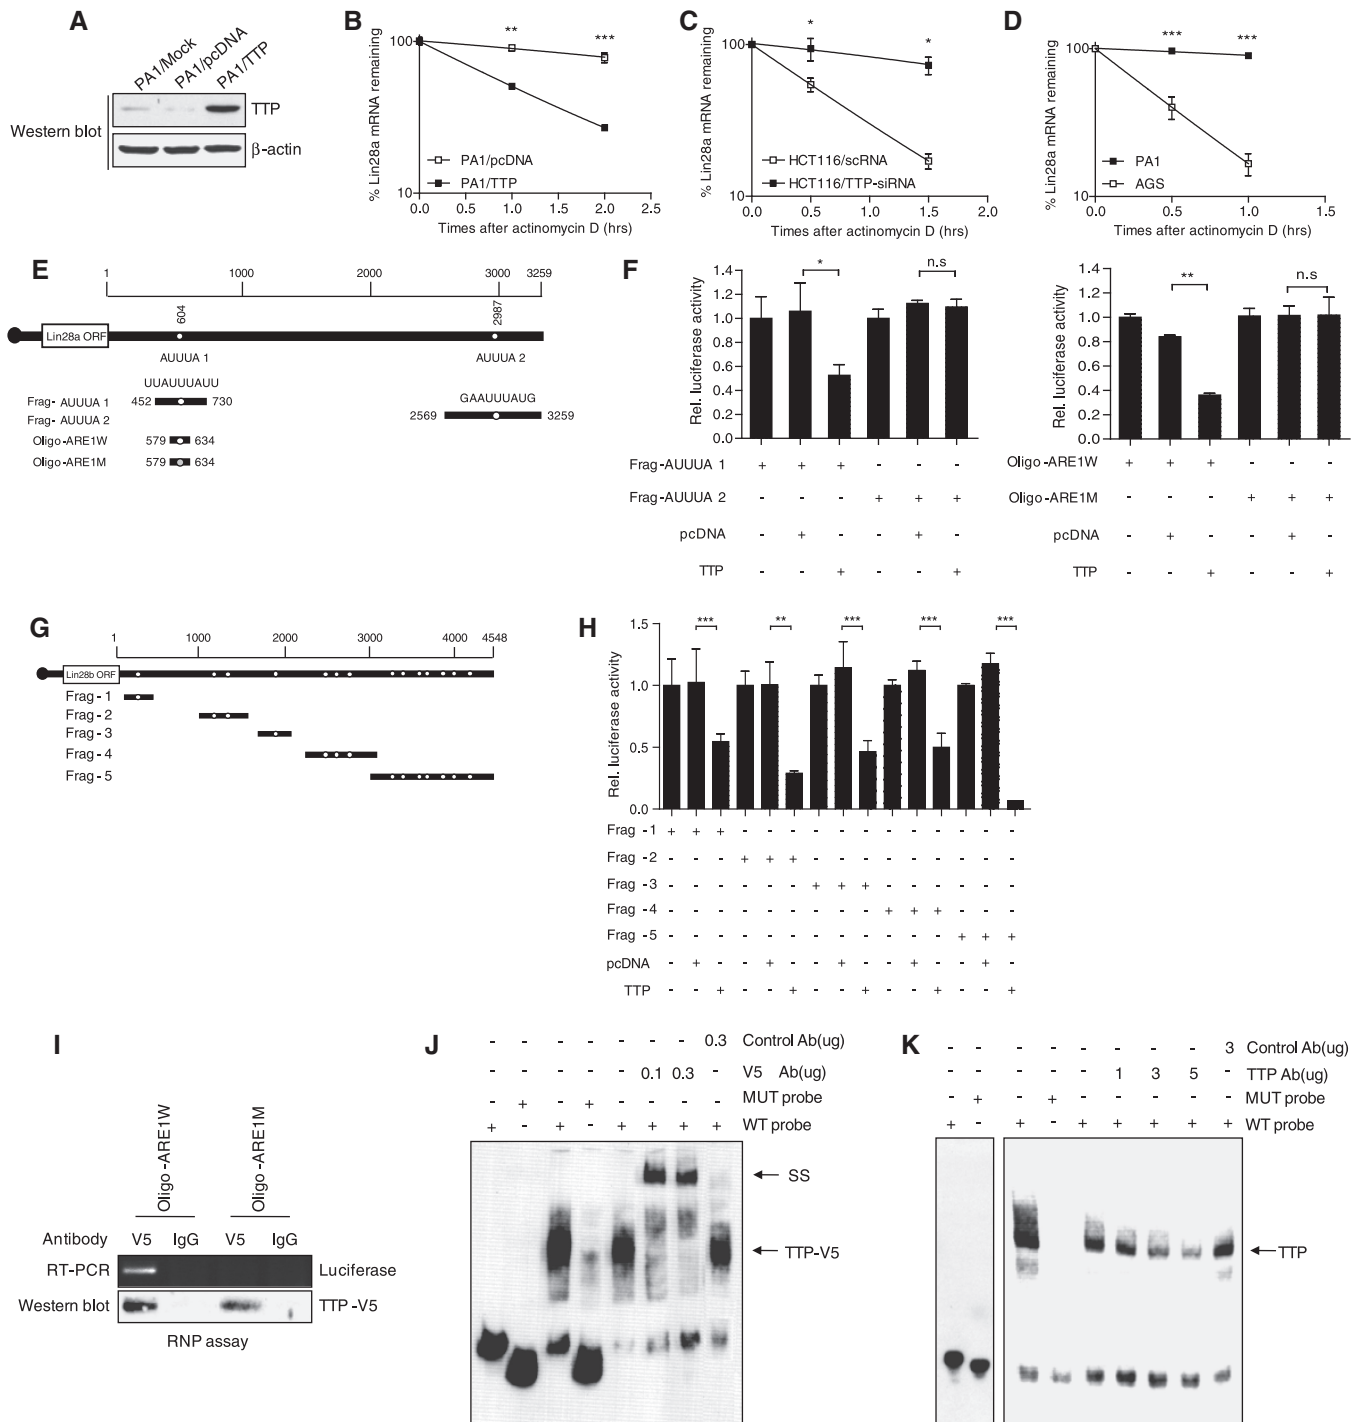 A
PA1/Mock
PA1/pcDNA
PA1/TTP
Western blot
TTP
β-actin
B
% Lin28a mRNA remaining
100
10
** ***
PA1/pcDNA
PA1/TTP
0.0 0.5 1.0 1.5 2.0 2.5
Times after actinomycin D (hrs)
C
% Lin28a mRNA remaining
100
10
* *
HCT116/scRNA
HCT116/TTP-siRNA
0.0 0.5 1.0 1.5 2.0
Times after actinomycin D (hrs)
D
% Lin28a mRNA remaining
100
10
*** ***
PA1
AGS
0.0 0.5 1.0 1.5
Times after actinomycin D (hrs)
E
1 1000 2000 3000 3259
604 2987
Lin28a ORF
AUUUA 1 AUUUA 2
UUAUUUAUU
GAAUUUAUG
Frag- AUUUA 1 452 730
Frag- AUUUA 2 2569 3259
Oligo-ARE1W 579 634
Oligo-ARE1M 579 634
F
Rel. luciferase activity
1.4
1.2
1.0
0.8
0.6
0.4
0.2
0.0
* n.s
Frag-AUUUA 1 + + + - - -
Frag-AUUUA 2 - - - + + +
pcDNA - + - - + -
TTP - - + - - +
Rel. luciferase activity
1.4
1.2
1.0
0.8
0.6
0.4
0.2
0.0
** n.s
Oligo-ARE1W + + + - - -
Oligo-ARE1M - - - + + +
pcDNA - + - - + -
TTP - - + - - +
G
1 1000 2000 3000 4000 4548
Lin28b ORF
Frag - 1
Frag - 2
Frag - 3
Frag - 4
Frag - 5
H
Rel. luciferase activity
1.5
1.0
0.5
0.0
*** ** *** *** ***
Frag -1 + + + - - - - - - - - - - - -
Frag -2 - - - + + + - - - - - - - - -
Frag -3 - - - - - - + + + - - - - - -
Frag -4 - - - - - - - - - + + + - - -
Frag -5 - - - - - - - - - - - - + + +
pcDNA - + - - + - - + - - + - - + -
TTP - - + - - + - - + - - + - - +
I
Oligo-ARE1W
Oligo-ARE1M
Antibody V5 IgG V5 IgG
RT-PCR Luciferase
Western blot TTP-V5
RNP assay
J
- - - - - - - 0.3 Control Ab(ug)
- - - - - 0.1 0.3 - V5 Ab(ug)
- + - + - - - - MUT probe
+ - + - + + + + WT probe
SS
TTP-V5
K
- - - - - - - - 3 Control Ab(ug)
- - - - - 1 3 5 - TTP Ab(ug)
- + - + - - - - - MUT probe
+ - + - + + + + + WT probe
TTP